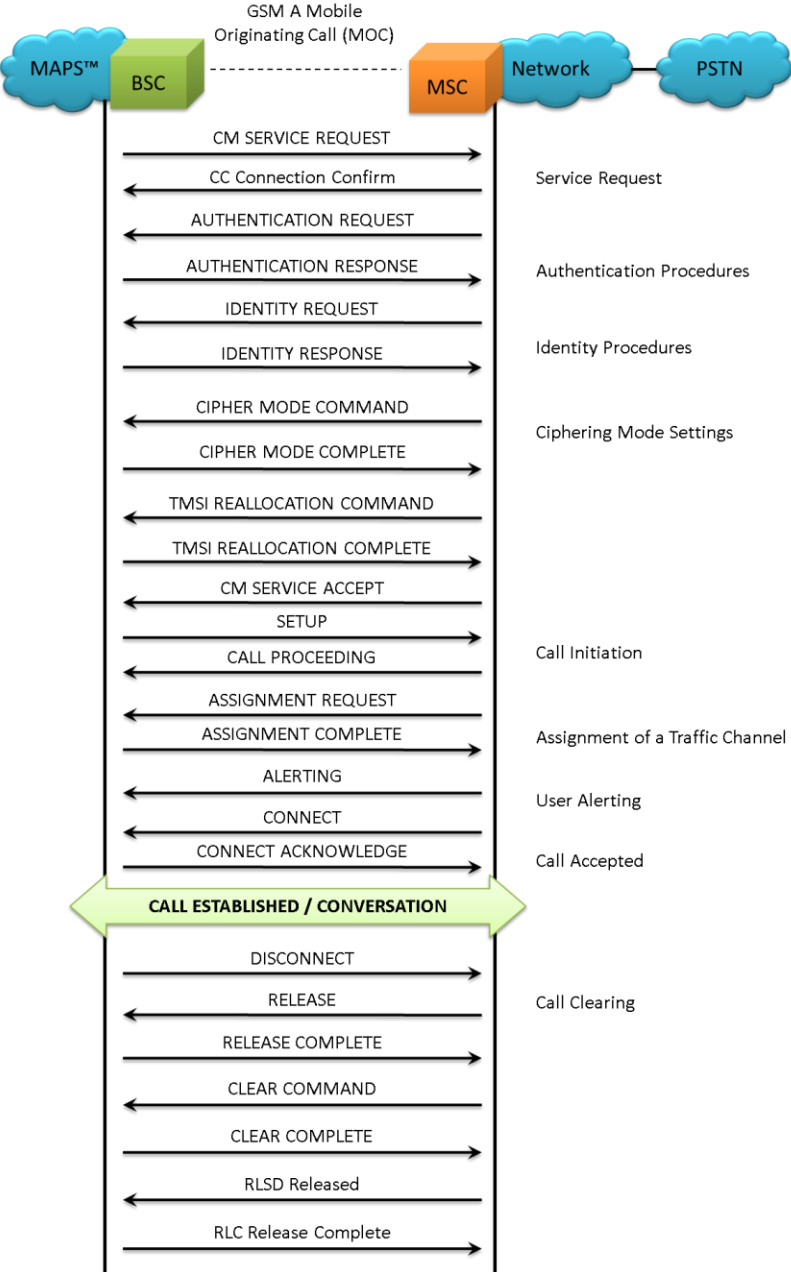 GSM A Mobile
Originating Call (MOC)
MAPS™
BSC
MSC
Network
PSTN
CM SERVICE REQUEST
CC Connection Confirm
Service Request
AUTHENTICATION REQUEST
AUTHENTICATION RESPONSE
Authentication Procedures
IDENTITY REQUEST
IDENTITY RESPONSE
Identity Procedures
CIPHER MODE COMMAND
Ciphering Mode Settings
CIPHER MODE COMPLETE
TMSI REALLOCATION COMMAND
TMSI REALLOCATION COMPLETE
CM SERVICE ACCEPT
SETUP
Call Initiation
CALL PROCEEDING
ASSIGNMENT REQUEST
ASSIGNMENT COMPLETE
Assignment of a Traffic Channel
ALERTING
User Alerting
CONNECT
CONNECT ACKNOWLEDGE
Call Accepted
CALL ESTABLISHED / CONVERSATION
DISCONNECT
RELEASE
Call Clearing
RELEASE COMPLETE
CLEAR COMMAND
CLEAR COMPLETE
RLSD Released
RLC Release Complete